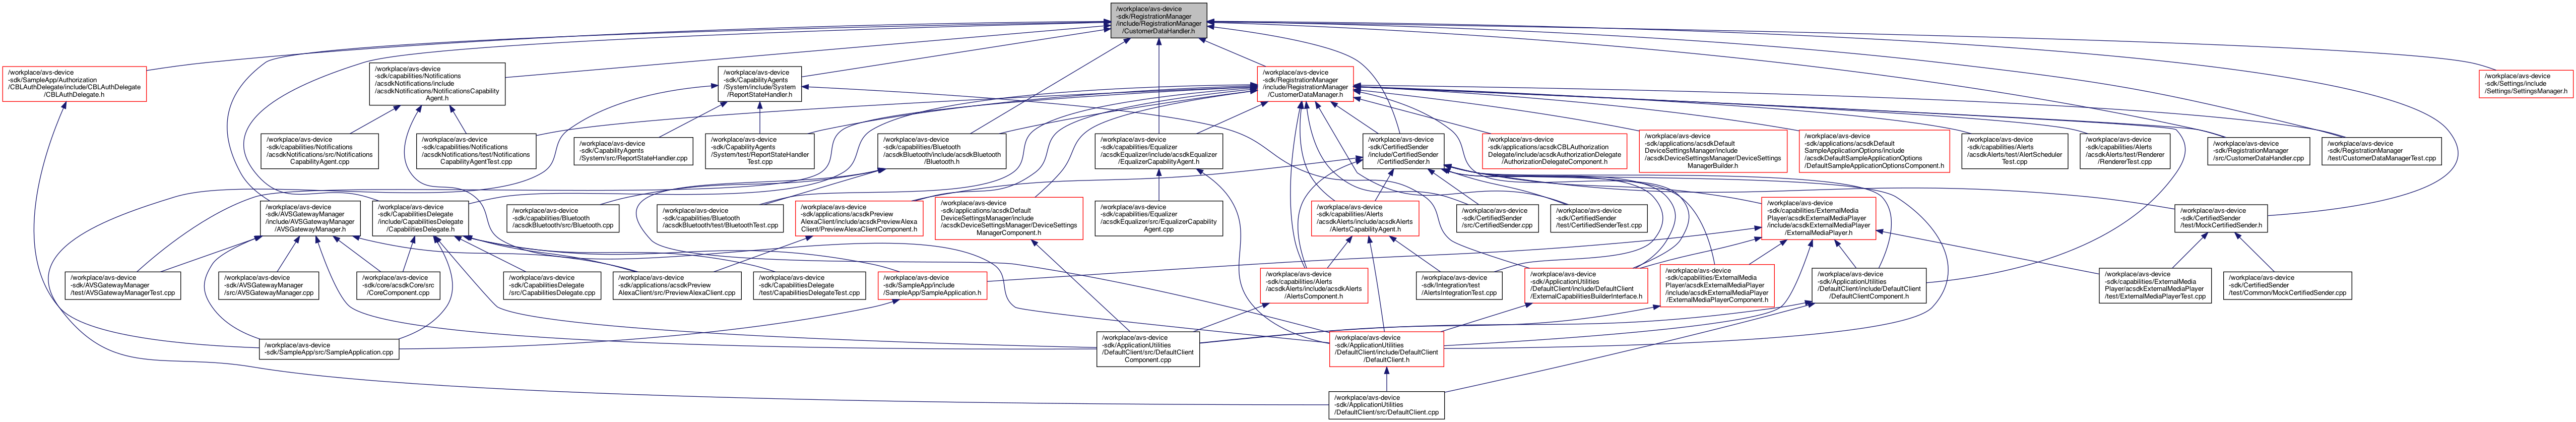 /workplace/avs-device
-sdk/RegistrationManager
/include/RegistrationManager
/CustomerDataHandler.h
/workplace/avs-device
-sdk/SampleApp/Authorization
/CBLAuthDelegate/include/CBLAuthDelegate
/CBLAuthDelegate.h
/workplace/avs-device
-sdk/capabilities/Notifications
/acsdkNotifications/include
/acsdkNotifications/NotificationsCapability
Agent.h
/workplace/avs-device
-sdk/CapabilityAgents
/System/include/System
/ReportStateHandler.h
/workplace/avs-device
-sdk/RegistrationManager
/include/RegistrationManager
/CustomerDataManager.h
/workplace/avs-device
-sdk/Settings/include
/Settings/SettingsManager.h
/workplace/avs-device
-sdk/capabilities/Notifications
/acsdkNotifications/src/Notifications
CapabilityAgent.cpp
/workplace/avs-device
-sdk/capabilities/Notifications
/acsdkNotifications/test/Notifications
CapabilityAgentTest.cpp
/workplace/avs-device
-sdk/CapabilityAgents
/System/src/ReportStateHandler.cpp
/workplace/avs-device
-sdk/CapabilityAgents
/System/test/ReportStateHandler
Test.cpp
/workplace/avs-device
-sdk/capabilities/Bluetooth
/acsdkBluetooth/include/acsdkBluetooth
/Bluetooth.h
/workplace/avs-device
-sdk/capabilities/Equalizer
/acsdkEqualizer/include/acsdkEqualizer
/EqualizerCapabilityAgent.h
/workplace/avs-device
-sdk/CertifiedSender
/include/CertifiedSender
/CertifiedSender.h
/workplace/avs-device
-sdk/applications/acsdkCBLAuthorization
Delegate/include/acsdkAuthorizationDelegate
/AuthorizationDelegateComponent.h
/workplace/avs-device
-sdk/applications/acsdkDefault
DeviceSettingsManager/include
/acsdkDeviceSettingsManager/DeviceSettings
ManagerBuilder.h
/workplace/avs-device
-sdk/applications/acsdkDefault
SampleApplicationOptions/include
/acsdkDefaultSampleApplicationOptions
/DefaultSampleApplicationOptionsComponent.h
/workplace/avs-device
-sdk/capabilities/Alerts
/acsdkAlerts/test/AlertScheduler
Test.cpp
/workplace/avs-device
-sdk/capabilities/Alerts
/acsdkAlerts/test/Renderer
/RendererTest.cpp
/workplace/avs-device
-sdk/RegistrationManager
/src/CustomerDataHandler.cpp
/workplace/avs-device
-sdk/RegistrationManager
/test/CustomerDataManagerTest.cpp
/workplace/avs-device
-sdk/AVSGatewayManager
/include/AVSGatewayManager
/AVSGatewayManager.h
/workplace/avs-device
-sdk/CapabilitiesDelegate
/include/CapabilitiesDelegate
/CapabilitiesDelegate.h
/workplace/avs-device
-sdk/capabilities/Bluetooth
/acsdkBluetooth/src/Bluetooth.cpp
/workplace/avs-device
-sdk/capabilities/Bluetooth
/acsdkBluetooth/test/BluetoothTest.cpp
/workplace/avs-device
-sdk/applications/acsdkPreview
AlexaClient/include/acsdkPreviewAlexa
Client/PreviewAlexaClientComponent.h
/workplace/avs-device
-sdk/applications/acsdkDefault
DeviceSettingsManager/include
/acsdkDeviceSettingsManager/DeviceSettings
ManagerComponent.h
/workplace/avs-device
-sdk/capabilities/Equalizer
/acsdkEqualizer/src/EqualizerCapability
Agent.cpp
/workplace/avs-device
-sdk/capabilities/Alerts
/acsdkAlerts/include/acsdkAlerts
/AlertsCapabilityAgent.h
/workplace/avs-device
-sdk/CertifiedSender
/src/CertifiedSender.cpp
/workplace/avs-device
-sdk/CertifiedSender
/test/CertifiedSenderTest.cpp
/workplace/avs-device
-sdk/capabilities/ExternalMedia
Player/acsdkExternalMediaPlayer
/include/acsdkExternalMediaPlayer
/ExternalMediaPlayer.h
/workplace/avs-device
-sdk/CertifiedSender
/test/MockCertifiedSender.h
/workplace/avs-device
-sdk/AVSGatewayManager
/test/AVSGatewayManagerTest.cpp
/workplace/avs-device
-sdk/AVSGatewayManager
/src/AVSGatewayManager.cpp
/workplace/avs-device
-sdk/core/acsdkCore/src
/CoreComponent.cpp
/workplace/avs-device
-sdk/CapabilitiesDelegate
/src/CapabilitiesDelegate.cpp
/workplace/avs-device
-sdk/applications/acsdkPreview
AlexaClient/src/PreviewAlexaClient.cpp
/workplace/avs-device
-sdk/CapabilitiesDelegate
/test/CapabilitiesDelegateTest.cpp
/workplace/avs-device
-sdk/SampleApp/include
/SampleApp/SampleApplication.h
/workplace/avs-device
-sdk/capabilities/Alerts
/acsdkAlerts/include/acsdkAlerts
/AlertsComponent.h
/workplace/avs-device
-sdk/Integration/test
/AlertsIntegrationTest.cpp
/workplace/avs-device
-sdk/ApplicationUtilities
/DefaultClient/include/DefaultClient
/ExternalCapabilitiesBuilderInterface.h
/workplace/avs-device
-sdk/capabilities/ExternalMedia
Player/acsdkExternalMediaPlayer
/include/acsdkExternalMediaPlayer
/ExternalMediaPlayerComponent.h
/workplace/avs-device
-sdk/ApplicationUtilities
/DefaultClient/include/DefaultClient
/DefaultClientComponent.h
/workplace/avs-device
-sdk/capabilities/ExternalMedia
Player/acsdkExternalMediaPlayer
/test/ExternalMediaPlayerTest.cpp
/workplace/avs-device
-sdk/CertifiedSender
/test/Common/MockCertifiedSender.cpp
/workplace/avs-device
-sdk/SampleApp/src/SampleApplication.cpp
/workplace/avs-device
-sdk/ApplicationUtilities
/DefaultClient/src/DefaultClient
Component.cpp
/workplace/avs-device
-sdk/ApplicationUtilities
/DefaultClient/include/DefaultClient
/DefaultClient.h
/workplace/avs-device
-sdk/ApplicationUtilities
/DefaultClient/src/DefaultClient.cpp